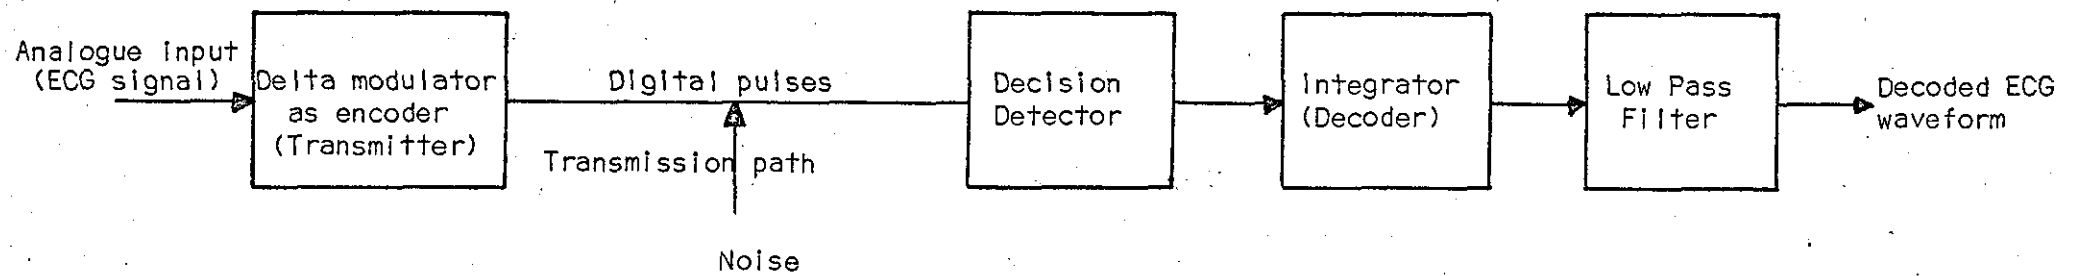 Analogue input
(ECG signal)
Delta modulator
as encoder
(Transmitter)
Digital pulses
Transmission path
Noise
Decision
Detector
Integrator
(Decoder)
Low Pass
Filter
Decoded ECG
waveform